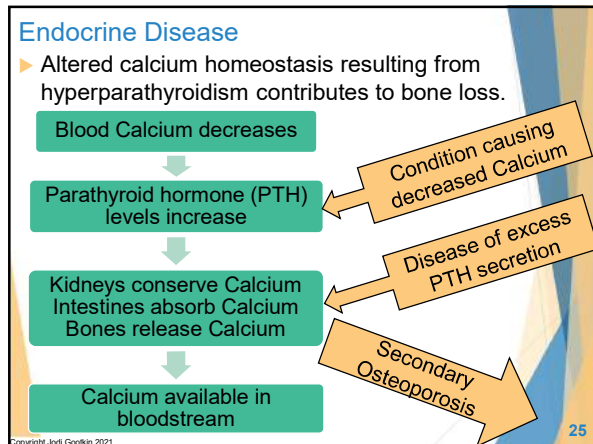 Endocrine Disease
Altered calcium homeostasis resulting from
hyperparathyroidism contributes to bone loss.
Blood Calcium decreases
Condition causing
decreased Calcium
Parathyroid hormone (PTH)
levels increase
Disease of excess
PTH secretion
Kidneys conserve Calcium
Intestines absorb Calcium
Bones release Calcium
Secondary
Osteoporosis
Calcium available in
bloodstream
Copyright Jodi Gootkin 2021
25